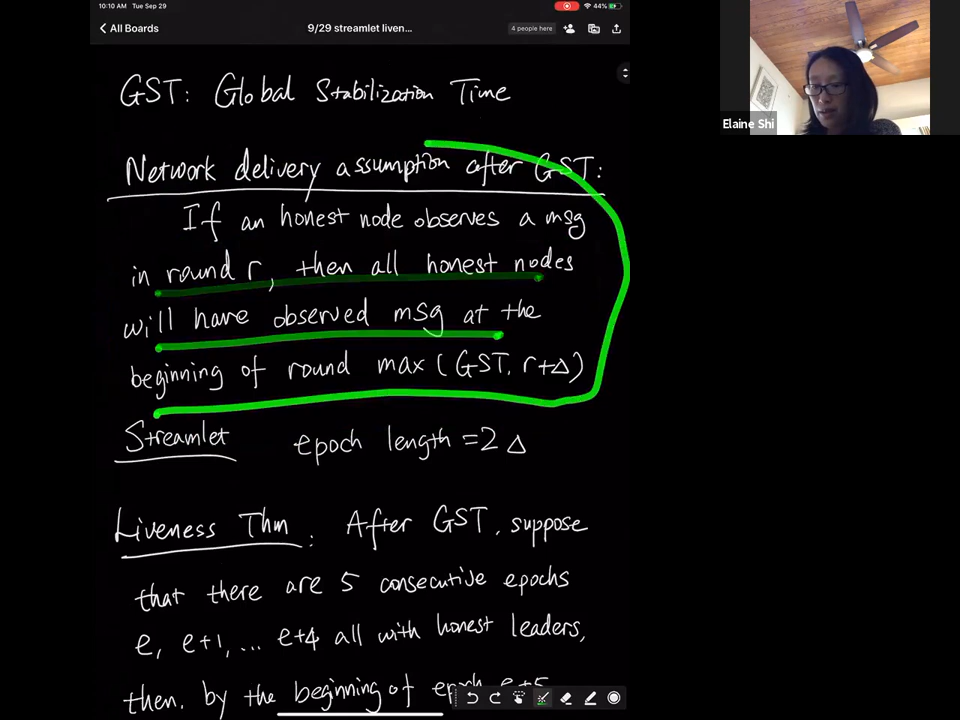 10:10 AM Tue Sep 29
44%
All Boards
9/29 streamlet liven...
4 people here
GST: Global Stabilization Time
Network delivery assumption after GST:
If an honest node observes a msg
in round r, then all honest nodes
will have observed msg at the
beginning of round max (GST, r+Δ)
Streamlet epoch length = 2Δ
Liveness Thm: After GST, suppose
that there are 5 consecutive epochs
e, e+1, ... e+4 all with honest leaders,
then, by the beginning of epoch e+5
Elaine Shi